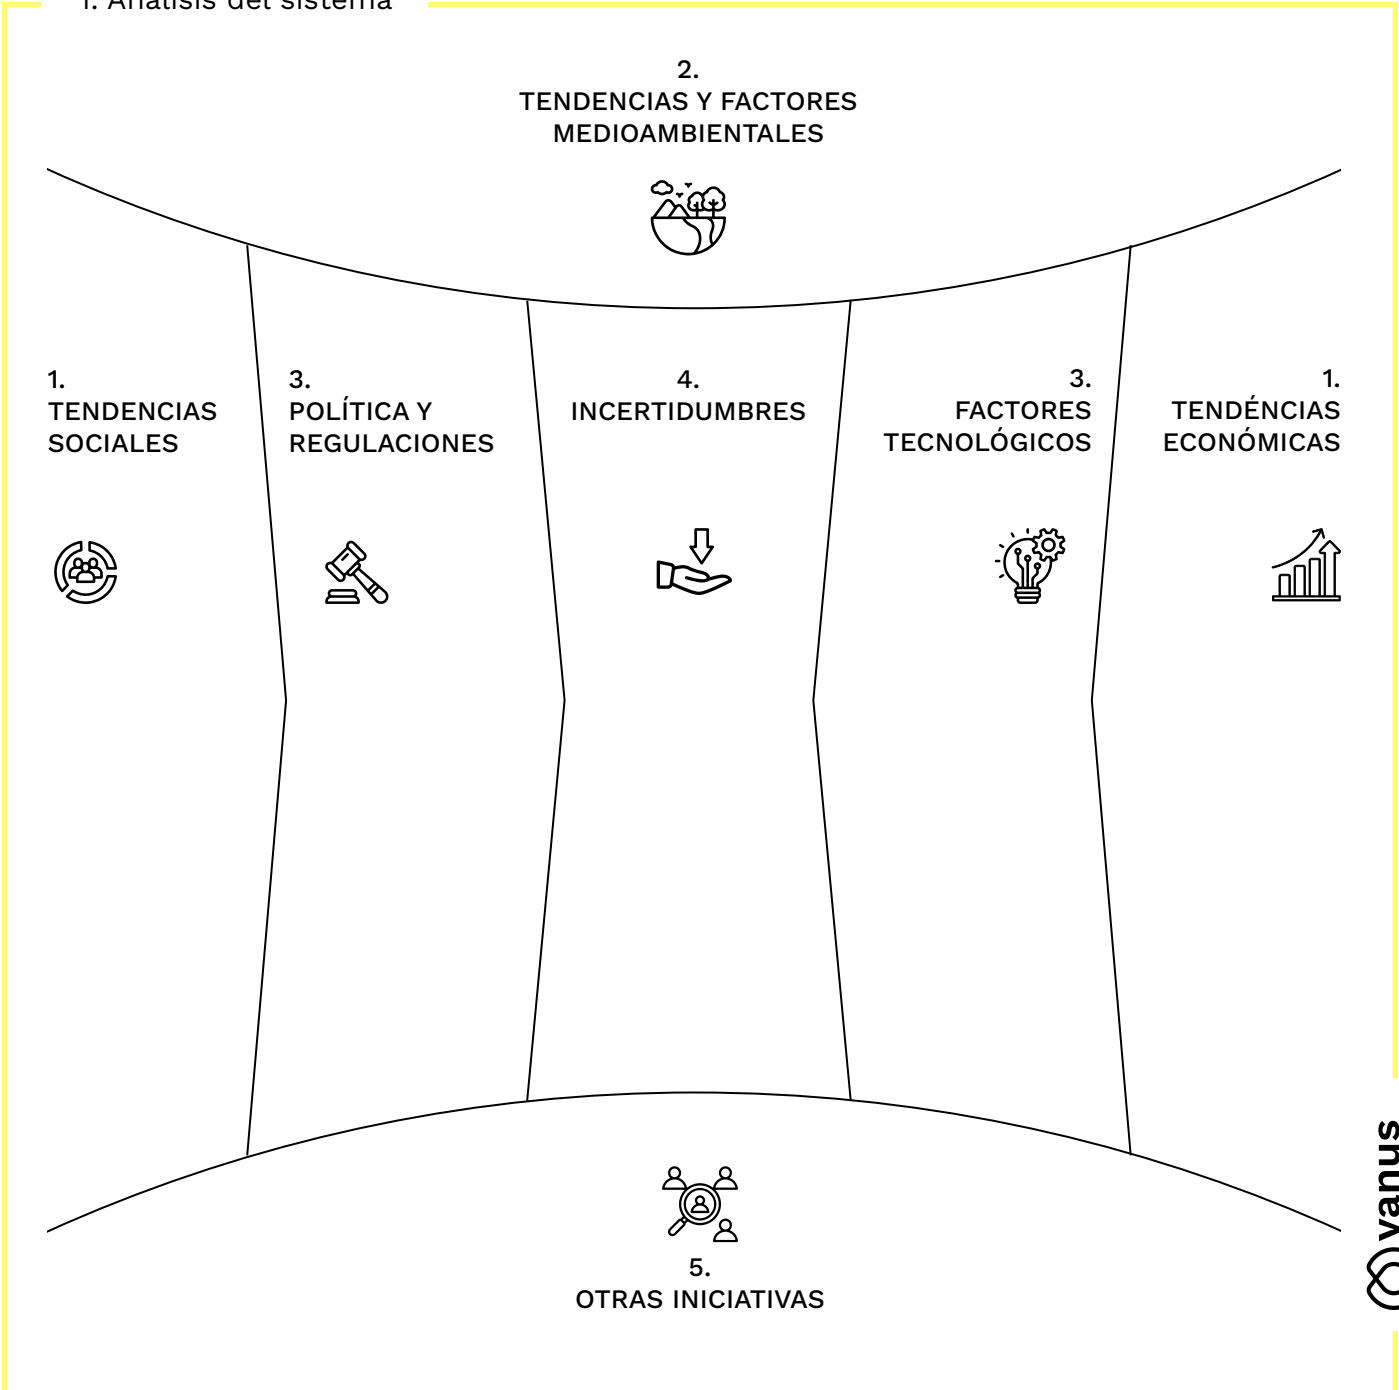 1. Análisis del sistema
2.
TENDENCIAS Y FACTORES
MEDIOAMBIENTALES
1.
TENDENCIAS
SOCIALES
3.
POLÍTICA Y
REGULACIONES
4.
INCERTIDUMBRES
3.
FACTORES
TECNOLÓGICOS
1.
TENDÉNCIAS
ECONÓMICAS
5.
OTRAS INICIATIVAS